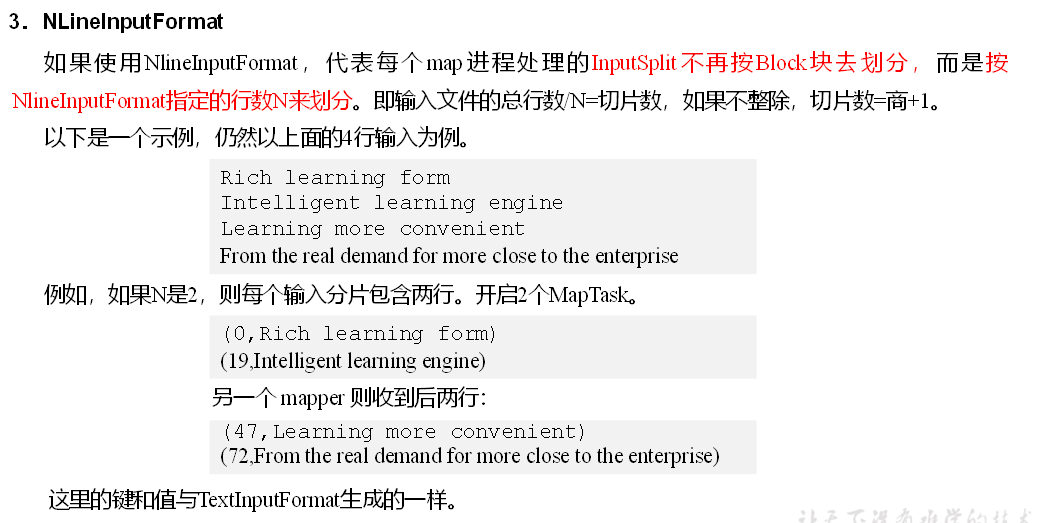 3．NLineInputFormat
如果使用NlineInputFormat，代表每个map进程处理的InputSplit不再按Block块去划分，而是按
NlineInputFormat指定的行数N来划分。即输入文件的总行数/N=切片数，如果不整除，切片数=商+1。
以下是一个示例，仍然以上面的4行输入为例。
Rich learning form
Intelligent learning engine
Learning more convenient
From the real demand for more close to the enterprise
例如，如果N是2，则每个输入分片包含两行。开启2个MapTask。
(0,Rich learning form)
(19,Intelligent learning engine)
另一个 mapper 则收到后两行：
(47,Learning more convenient)
(72,From the real demand for more close to the enterprise)
这里的键和值与TextInputFormat生成的一样。